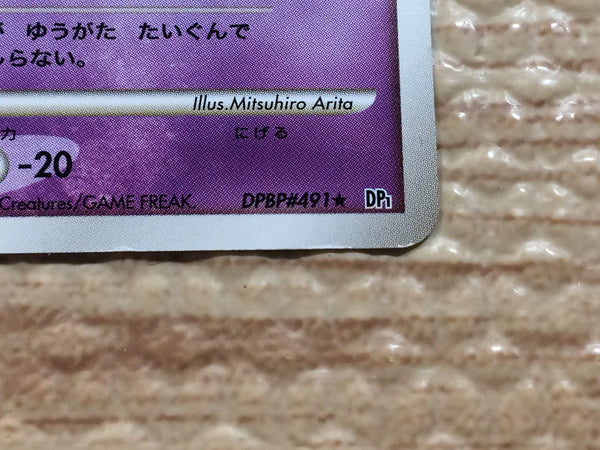 ゆうがた たいぐんで
らない。
Illus.Mitsuhiro Arita
力 にげる
-20
Creatures/GAME FREAK. DPBP#491★ DP1